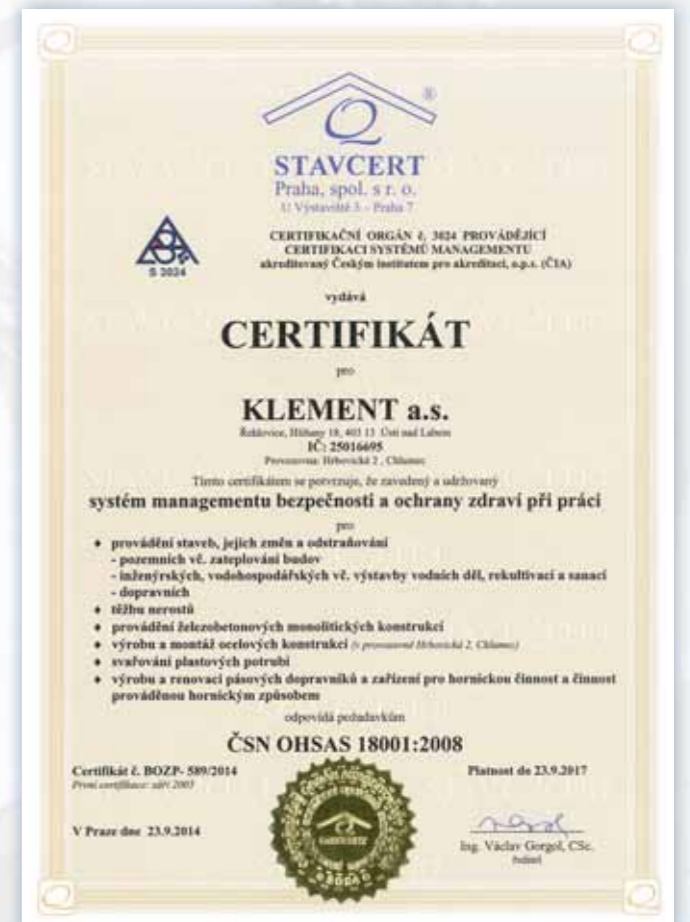 Q ®
STAVCERT
Praha, spol. s r. o.
U Výstaviště 3 – Praha 7
S 3024
CERTIFIKAČNÍ ORGÁN č. 3024 PROVÁDĚJÍCÍ
CERTIFIKACI SYSTÉMŮ MANAGEMENTU
akreditovaný Českým institutem pro akreditaci, o.p.s. (ČIA)
vydává
CERTIFIKÁT
pro
KLEMENT a.s.
Řehlovice, Hliňany 18, 403 13 Ústí nad Labem
IČ: 25016695
Provozovna: Hrbovická 2, Chlumec
Tímto certifikátem se potvrzuje, že zavedený a udržovaný
systém managementu bezpečnosti a ochrany zdraví při práci
pro
♦ provádění staveb, jejich změn a odstraňování
- pozemních vč. zateplování budov
- inženýrských, vodohospodářských vč. výstavby vodních děl, rekultivací a sanací
- dopravních
♦ těžbu nerostů
♦ provádění železobetonových monolitických konstrukcí
♦ výrobu a montáž ocelových konstrukcí (v provozovně Hrbovická 2, Chlumec)
♦ svařování plastových potrubí
♦ výrobu a renovaci pásových dopravníků a zařízení pro hornickou činnost a činnost
prováděnou hornickým způsobem
odpovídá požadavkům
ČSN OHSAS 18001:2008
Certifikát č. BOZP- 589/2014
První certifikace: září 2005
Platnost do 23.9.2017
V Praze dne 23.9.2014
Ing. Václav Gorgol, CSc.
ředitel